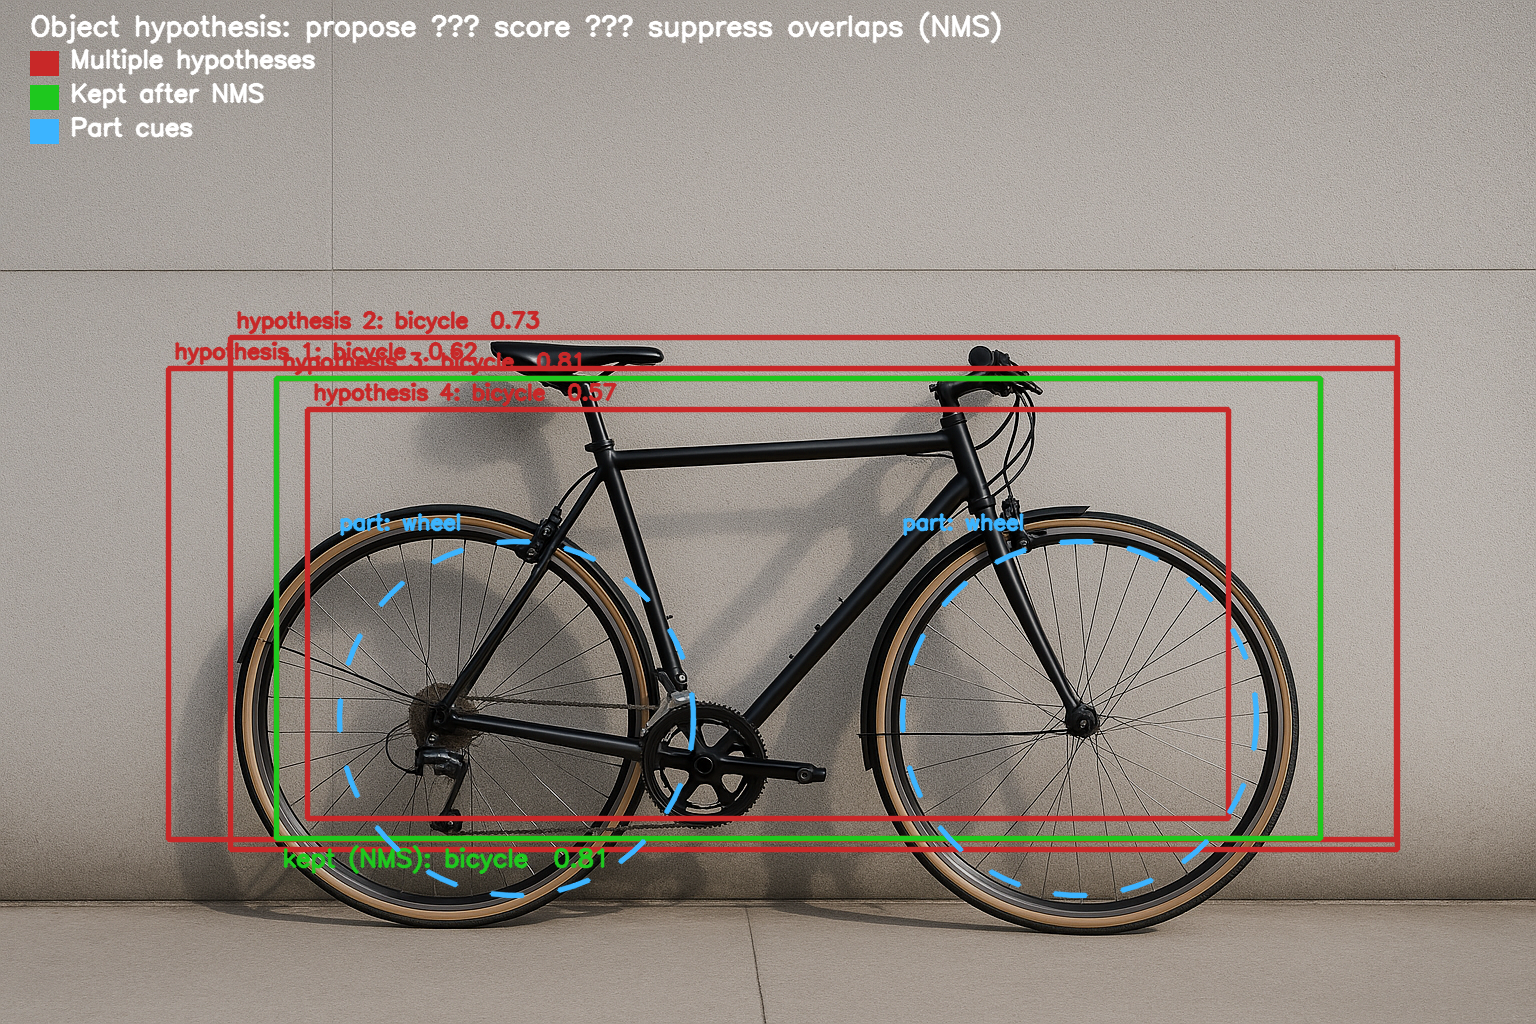 Object hypothesis: propose ??? score ??? suppress overlaps (NMS)
Multiple hypotheses
Kept after NMS
Part cues
hypothesis 2: bicycle 0.73
hypothesis 1: bicycle 0.62
hypothesis 3: bicycle 0.81
hypothesis 4: bicycle 0.57
part: wheel
part: wheel
kept (NMS): bicycle 0.81